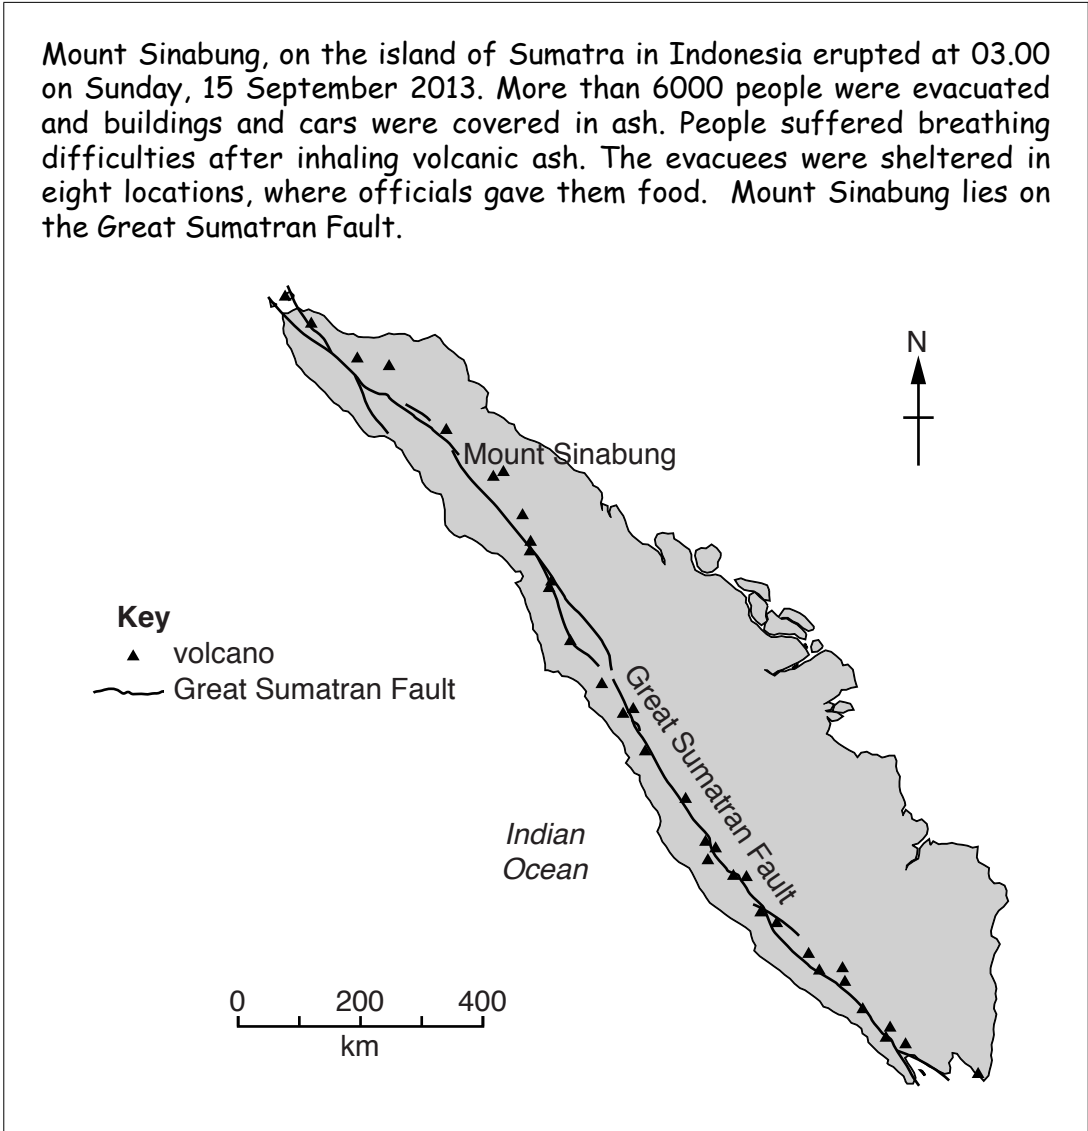 Mount Sinabung, on the island of Sumatra in Indonesia erupted at 03.00
on Sunday, 15 September 2013. More than 6000 people were evacuated
and buildings and cars were covered in ash. People suffered breathing
difficulties after inhaling volcanic ash. The evacuees were sheltered in
eight locations, where officials gave them food. Mount Sinabung lies on
the Great Sumatran Fault.
N
Mount Sinabung
Key
volcano
Great Sumatran Fault
Great Sumatran Fault
Indian
Ocean
0 200 400
km